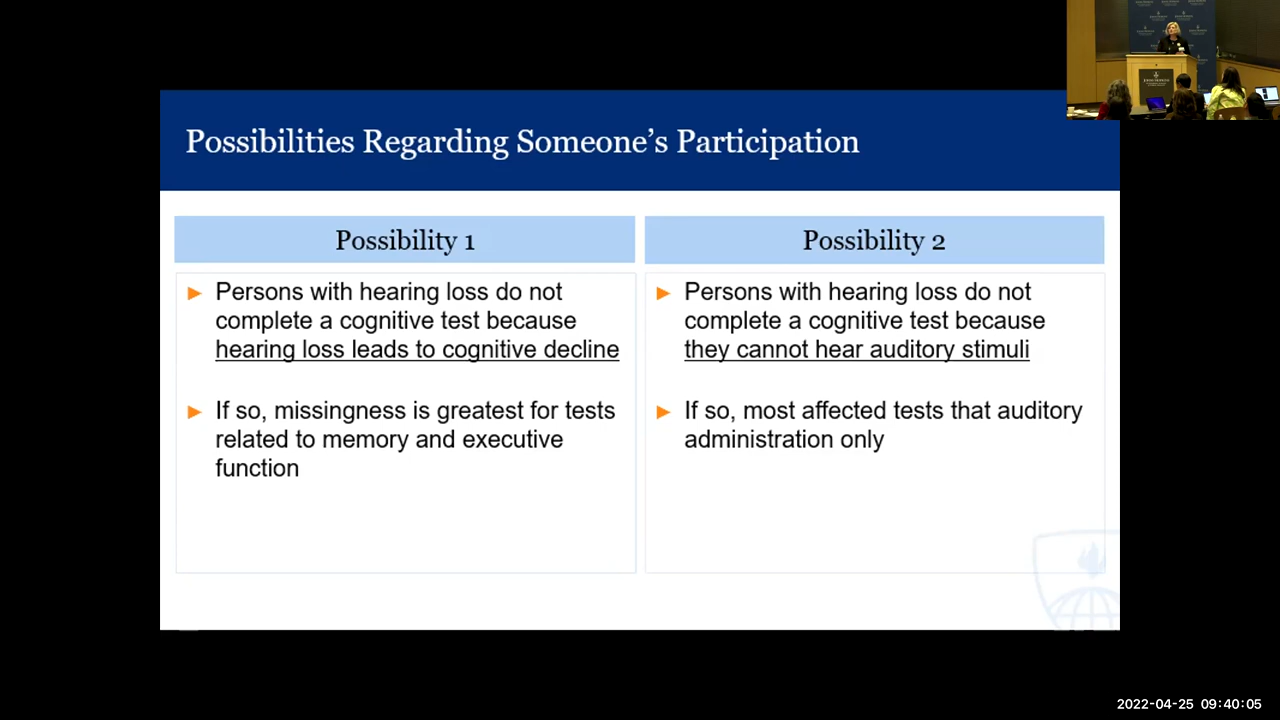 Possibilities Regarding Someone's Participation
Possibility 1
Persons with hearing loss do not
complete a cognitive test because
hearing loss leads to cognitive decline
If so, missingness is greatest for tests
related to memory and executive
function
Possibility 2
Persons with hearing loss do not
complete a cognitive test because
they cannot hear auditory stimuli
If so, most affected tests that auditory
administration only
2022-04-25 09:40:05